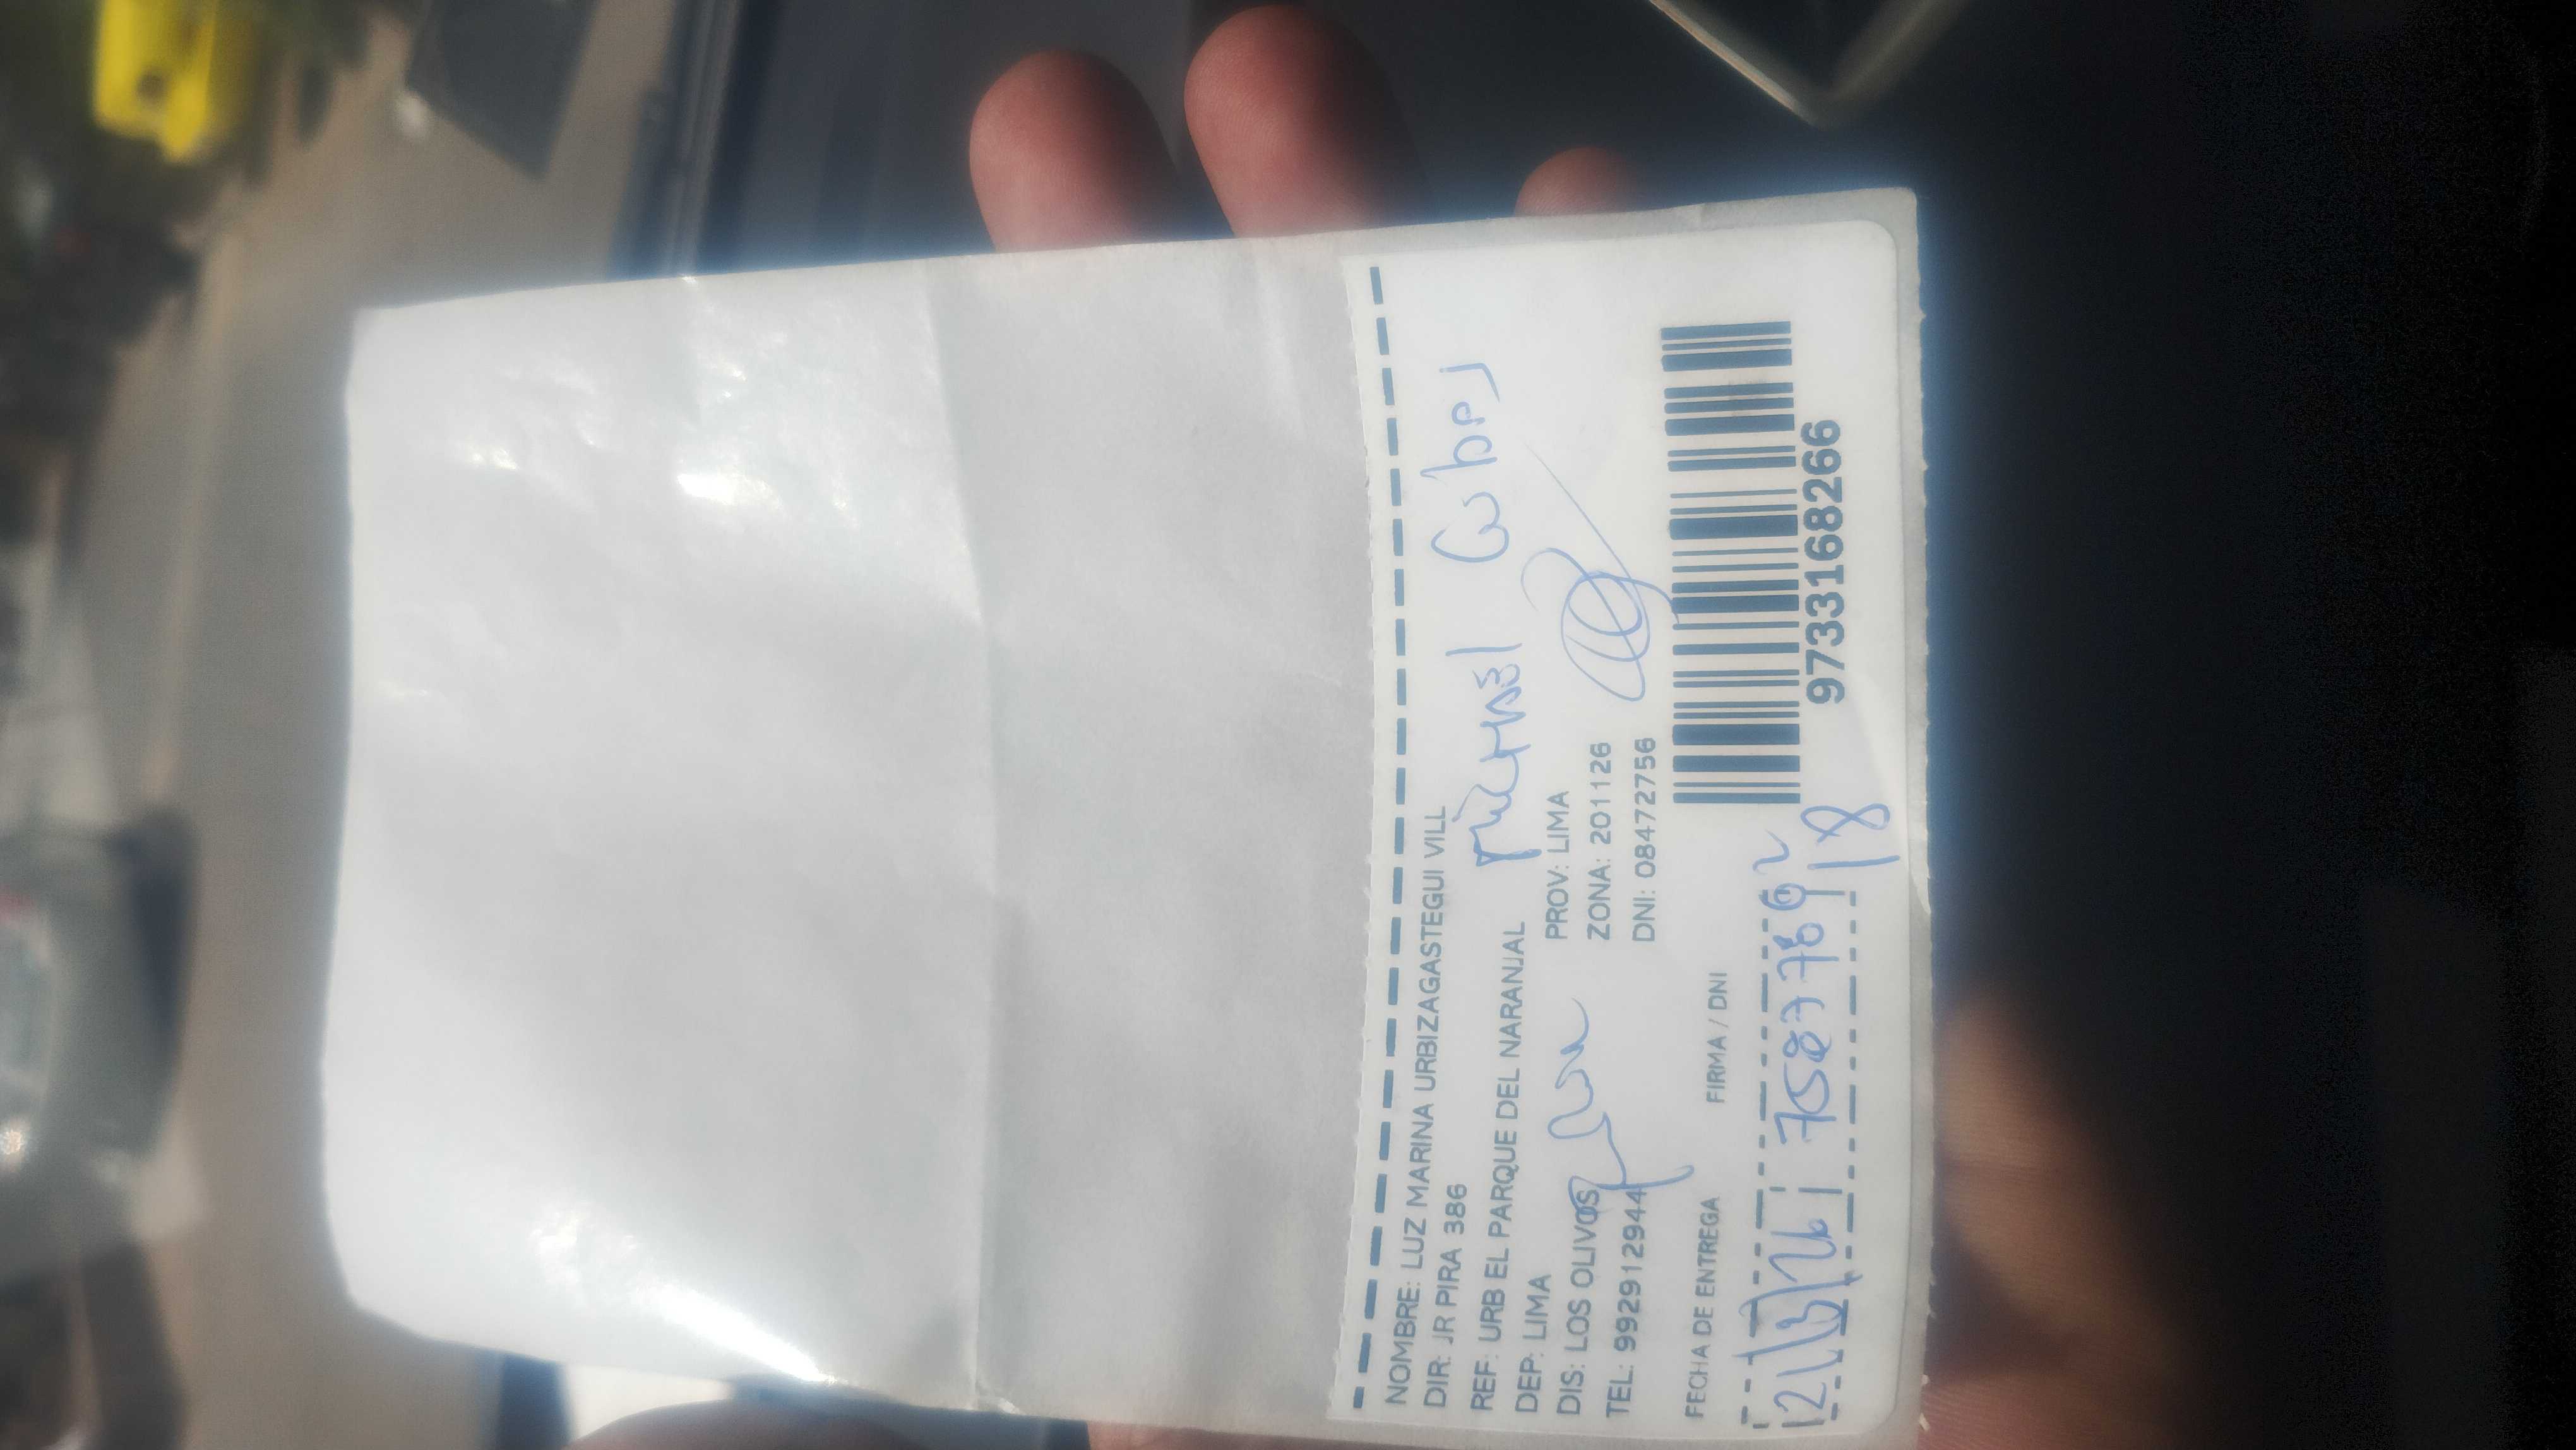 NOMBRE: LUZ MARINA URBIZAGASTEGUI VILL
DIR: JR PIRA 386
REF: URB EL PARQUE DEL NARANJAL
DEP: LIMA PROV: LIMA
DIS: LOS OLIVOS ZONA: 201126
TEL: 992912944 DNI: 08472756
FECHA DE ENTREGA FIRMA / DNI
9733168266